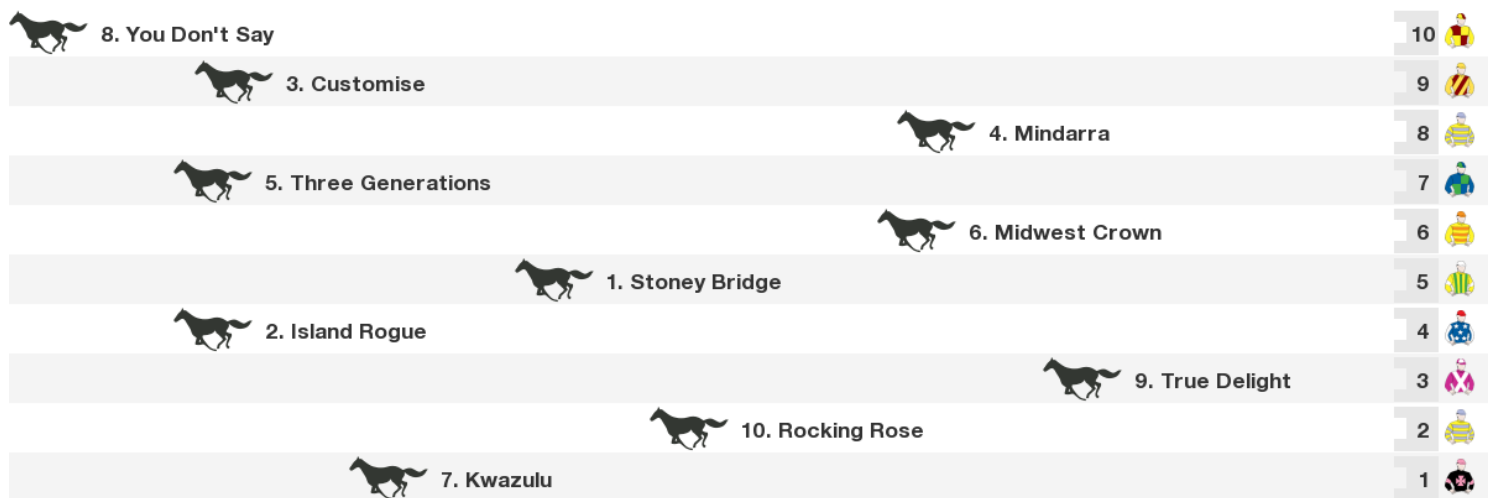 8. You Don't Say 10
3. Customise 9
4. Mindarra 8
5. Three Generations 7
6. Midwest Crown 6
1. Stoney Bridge 5
2. Island Rogue 4
9. True Delight 3
10. Rocking Rose 2
7. Kwazulu 1